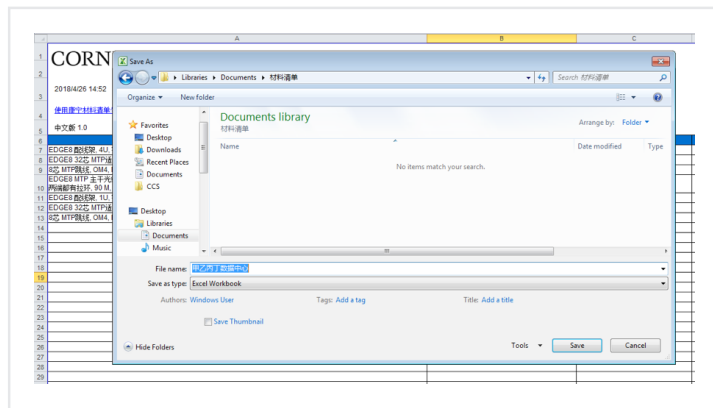 A B C
1 CORN
2
3 2018/4/26 14:52
4 使用康宁材料清单
5 中文版 1.0
6
7 EDGE8 配线架, 4U,
8 EDGE8 32芯 MTP适
9 8芯 MTP跳线, OM4,
EDGE8 MTP 主干光
10 两端都有拉环, 90 M,
11 EDGE8 配线架, 1U,
12 EDGE8 32芯 MTP适
13 8芯 MTP跳线, OM4,
14
15
16
17
18
19
20
21
22
23
24
25
26
27
28
29
Save As
Libraries Documents 材料清单
Search 材料清单
Organize New folder
Favorites
Desktop
Downloads
Recent Places
Documents
CCS
Desktop
Libraries
Documents
Music
Documents library
材料清单
Arrange by: Folder
Name Date modified Type
No items match your search.
File name: 甲乙丙丁数据中心
Save as type: Excel Workbook
Authors: Windows User Tags: Add a tag Title: Add a title
Save Thumbnail
Hide Folders Tools Save Cancel